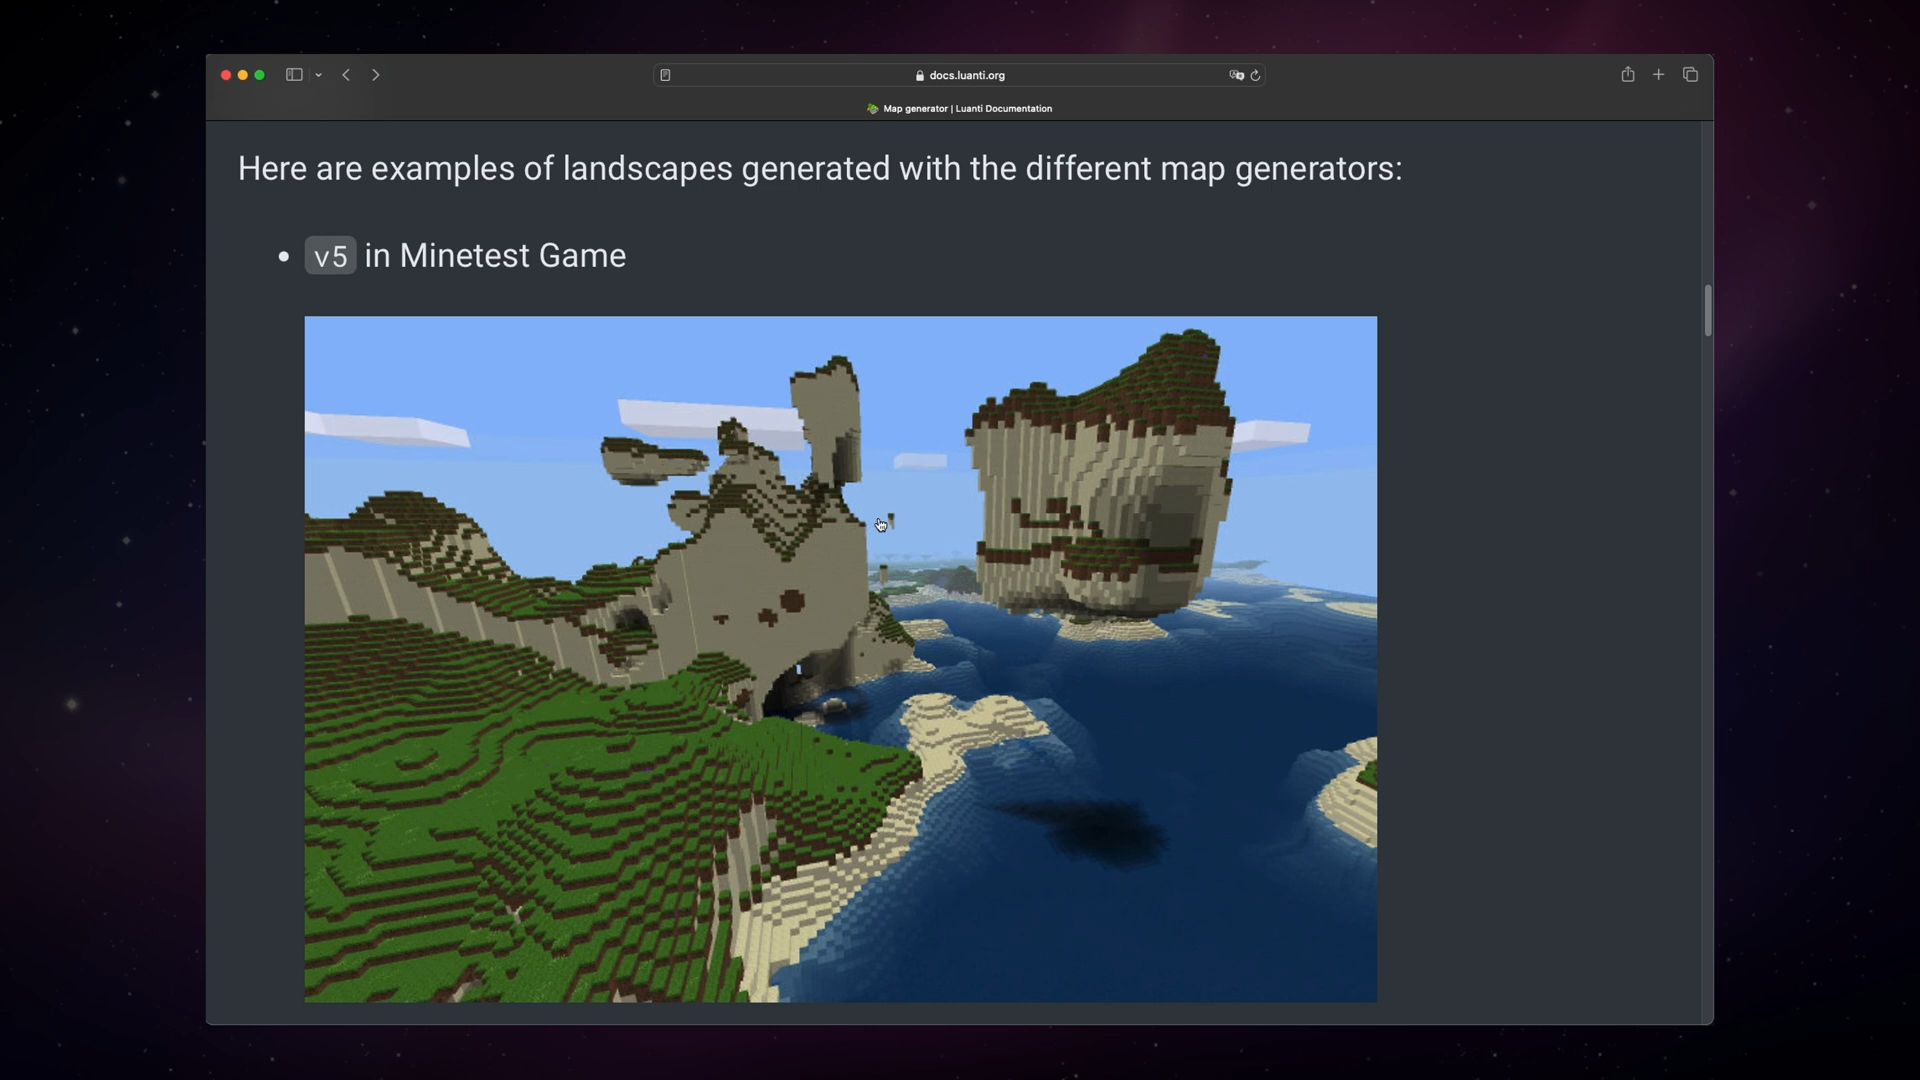 docs.luanti.org
Map generator | Luanti Documentation
Here are examples of landscapes generated with the different map generators:
v5 in Minetest Game